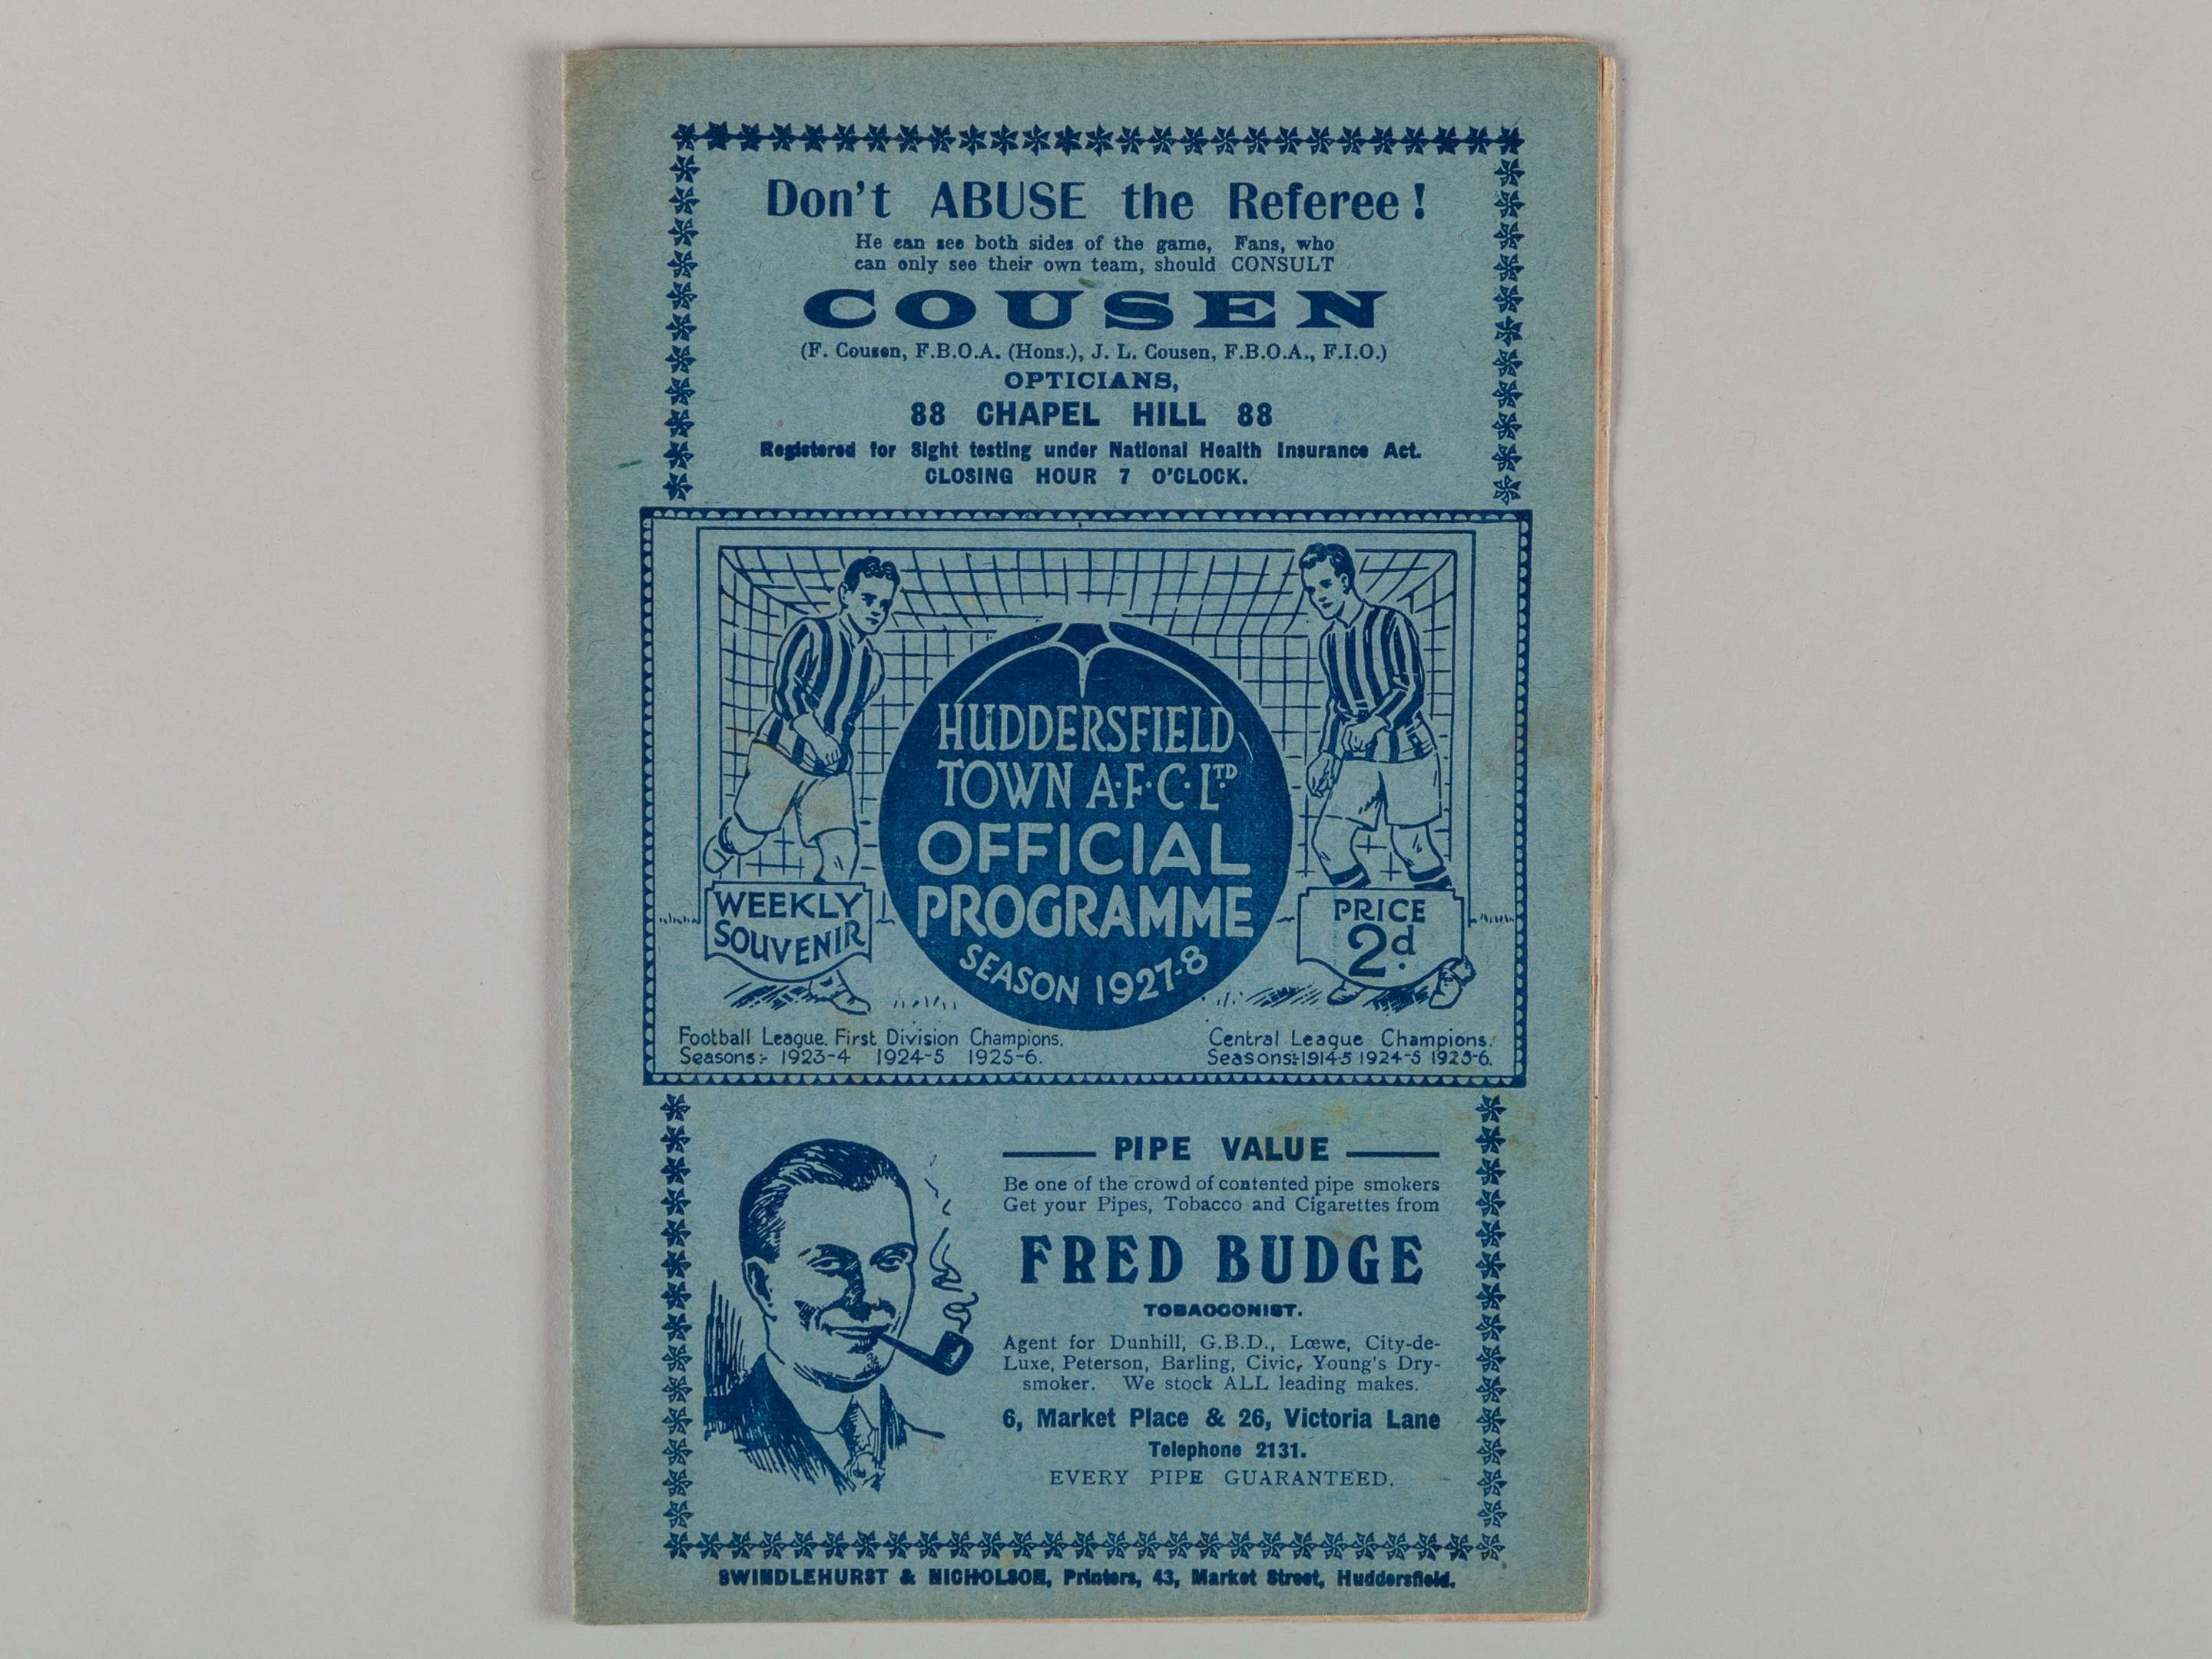 Don't ABUSE the Referee!
He can see both sides of the game, Fans, who
can only see their own team, should CONSULT
COUSEN
(F. Cousen, F.B.O.A. (Hons.), J. L. Cousen, F.B.O.A., F.I.O.)
OPTICIANS,
88 CHAPEL HILL 88
Registered for Sight testing under National Health Insurance Act.
CLOSING HOUR 7 O'CLOCK.
HUDDERSFIELD
TOWN A.F.C. LTD
OFFICIAL
PROGRAMME
SEASON 1927-8
WEEKLY
SOUVENIR
PRICE
2d.
Football League. First Division Champions.
Seasons:- 1923-4 1924-5 1925-6.
Central League Champions.
Seasons:-1914-5 1924-5 1925-6.
PIPE VALUE
Be one of the crowd of contented pipe smokers
Get your Pipes, Tobacco and Cigarettes from
FRED BUDGE
TOBACCONIST.
Agent for Dunhill, G.B.D., Lœwe, City-de-
Luxe, Peterson, Barling, Civic, Young's Dry-
smoker. We stock ALL leading makes.
6, Market Place & 26, Victoria Lane
Telephone 2131.
EVERY PIPE GUARANTEED.
SWINDLEHURST & NICHOLSON, Printers, 43, Market Street, Huddersfield.